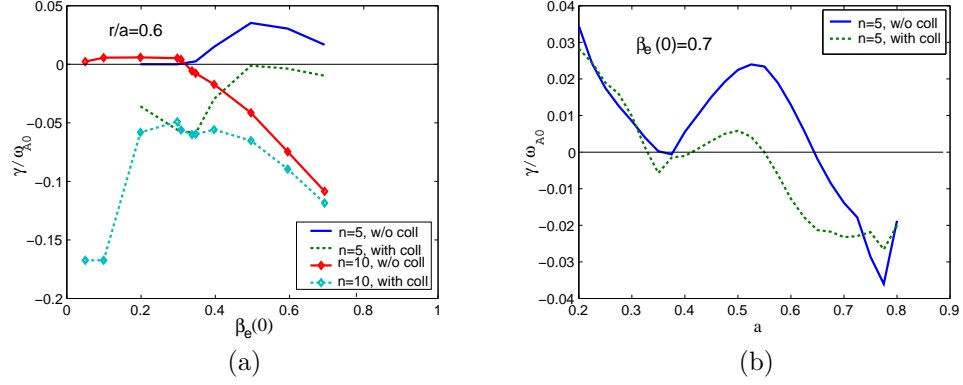 r/a=0.6
γ/ω_A0
0.05
0
−0.05
−0.1
−0.15
−0.2
0 0.2 0.4 0.6 0.8 1
β_e(0)
n=5, w/o coll
n=5, with coll
n=10, w/o coll
n=10, with coll
(a)
β_e(0)=0.7
γ/ω_A0
0.04
0.03
0.02
0.01
0
−0.01
−0.02
−0.03
−0.04
0.2 0.3 0.4 0.5 0.6 0.7 0.8 0.9
a
n=5, w/o coll
n=5, with coll
(b)